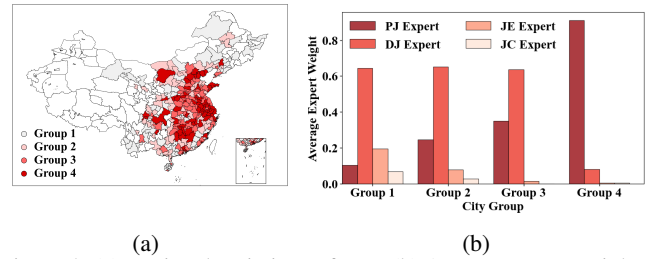 Group 1
Group 2
Group 3
Group 4
(a)
Average Expert Weight
0.8
0.6
0.4
0.2
0.0
PJ Expert
DJ Expert
JE Expert
JC Expert
Group 1 Group 2 Group 3 Group 4
City Group
(b)